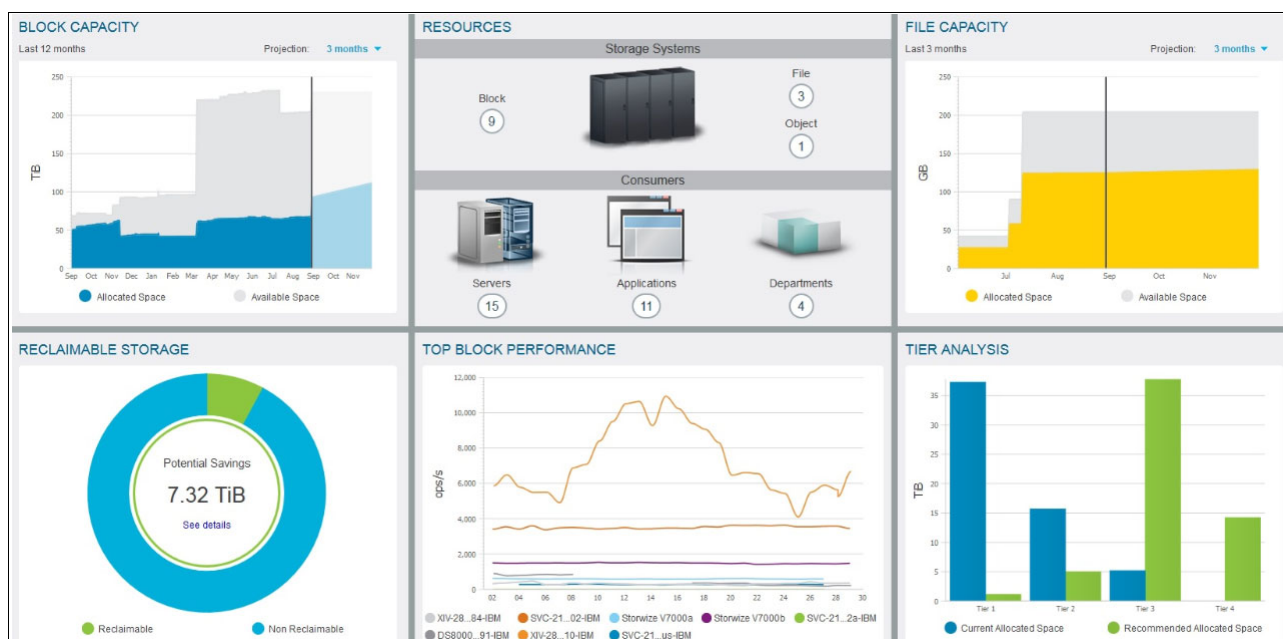 BLOCK CAPACITY
Last 12 months Projection: 3 months
250
200
150
100
50
0
TiB
Sep Oct Nov Dec Jan Feb Mar Apr May Jun Jul Aug Sep Oct Nov
Allocated Space Available Space
RESOURCES
Storage Systems
Block
9
File
3
Object
1
Consumers
Servers
15
Applications
11
Departments
4
FILE CAPACITY
Last 3 months Projection: 3 months
250
200
150
100
50
0
GB
Jul Aug Sep Oct Nov
Allocated Space Available Space
RECLAIMABLE STORAGE
Potential Savings
7.32 TiB
See details
Reclaimable Non Reclaimable
TOP BLOCK PERFORMANCE
12,000
10,000
8,000
6,000
4,000
2,000
0
ops/s
02 04 06 08 10 12 14 16 18 20 22 24 26 28 30
XIV-28...84-IBM SVC-21...02-IBM Storwize V7000a Storwize V7000b SVC-21...2a-IBM
DS8000...91-IBM XIV-28...10-IBM SVC-21...us-IBM
TIER ANALYSIS
35
30
25
20
15
10
5
0
TB
Tier 1 Tier 2 Tier 3 Tier 4
Current Allocated Space Recommended Allocated Space